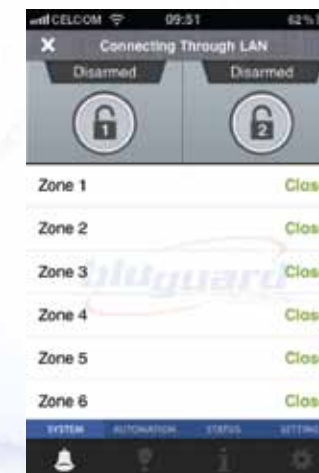 CELCOM 09:51 62%
Connecting Through LAN
Disarmed Disarmed
1 2
Zone 1 Clos
Zone 2 Clos
Zone 3 Clos
bluguard
Zone 4 Clos
Zone 5 Clos
Zone 6 Clos
SYSTEM AUTOMATION STATUS SETTING